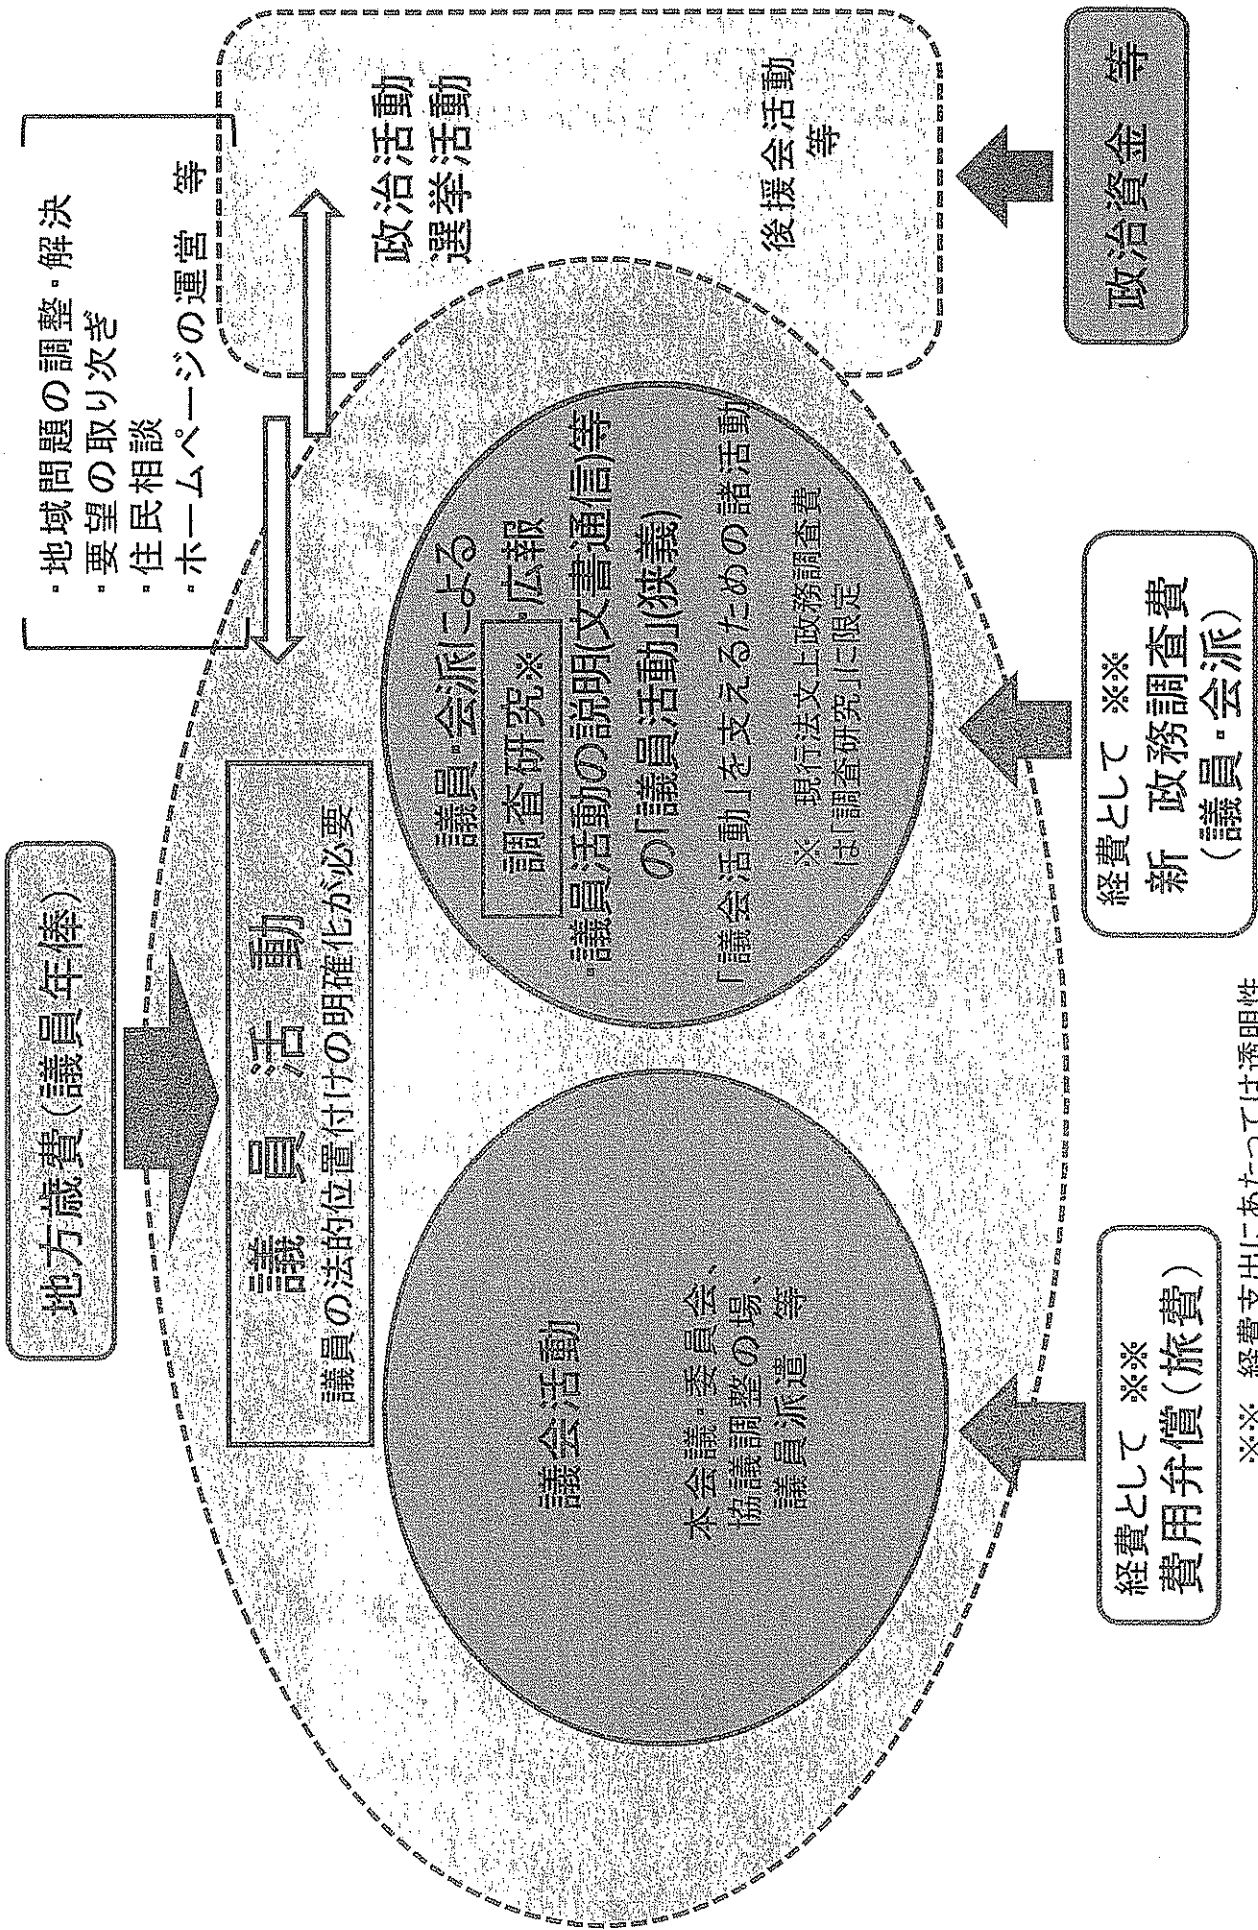 地方歳費(議員年俸)
議員活動
議員の法的位置付けの明確化が必要
・地域問題の調整・解決
・要望の取り次ぎ
・住民相談
・ホームページの運営 等
議会活動
本会議・委員会、
協議調整の場、
議員派遣 等
議員・会派による
調査研究※・広報
・議員活動の説明(文書通信)等
の「議員活動」(狭義)
「議会活動」を支えるための諸活動
※ 現行法文上政務調査費
は「調査研究」に限定
政治活動
選挙活動
後援会活動
等
経費として ※※
費用弁償(旅費)
経費として ※※
新 政務調査費
(議員・会派)
政治資金 等
※※ 経費支出にあたっては透明性